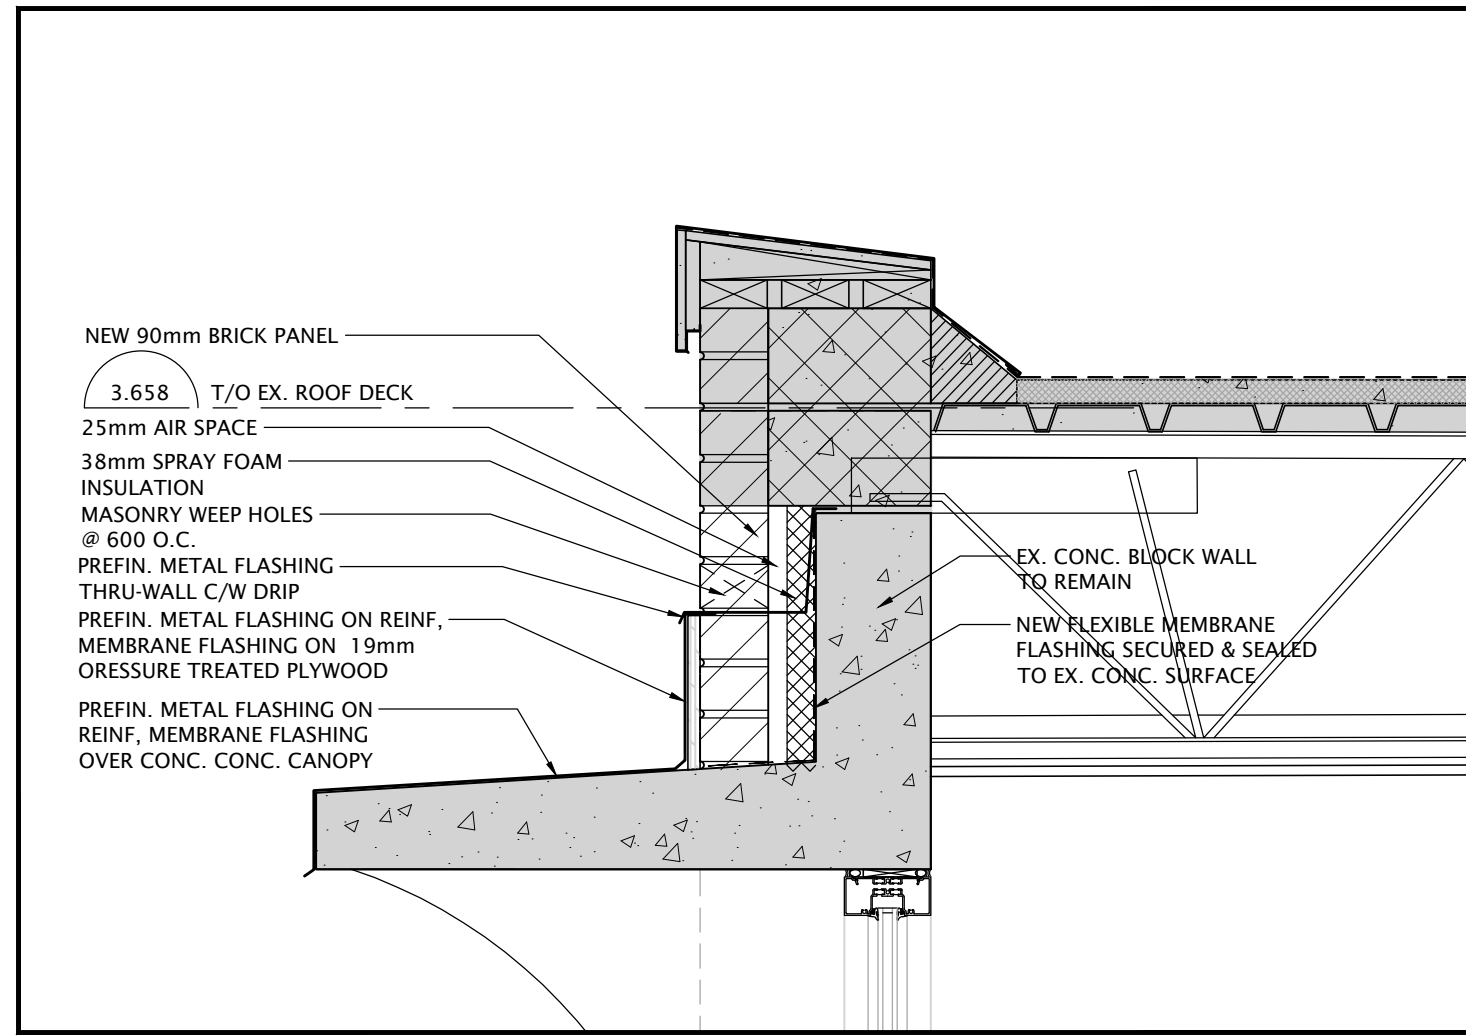 NEW 90mm BRICK PANEL
3.658 T/O EX. ROOF DECK
25mm AIR SPACE
38mm SPRAY FOAM
INSULATION
MASONRY WEEP HOLES
@ 600 O.C.
PREFIN. METAL FLASHING
THRU-WALL C/W DRIP
PREFIN. METAL FLASHING ON REINF,
MEMBRANE FLASHING ON 19mm
ORESSURE TREATED PLYWOOD
PREFIN. METAL FLASHING ON
REINF, MEMBRANE FLASHING
OVER CONC. CONC. CANOPY
EX. CONC. BLOCK WALL
TO REMAIN
NEW FLEXIBLE MEMBRANE
FLASHING SECURED & SEALED
TO EX. CONC. SURFACE